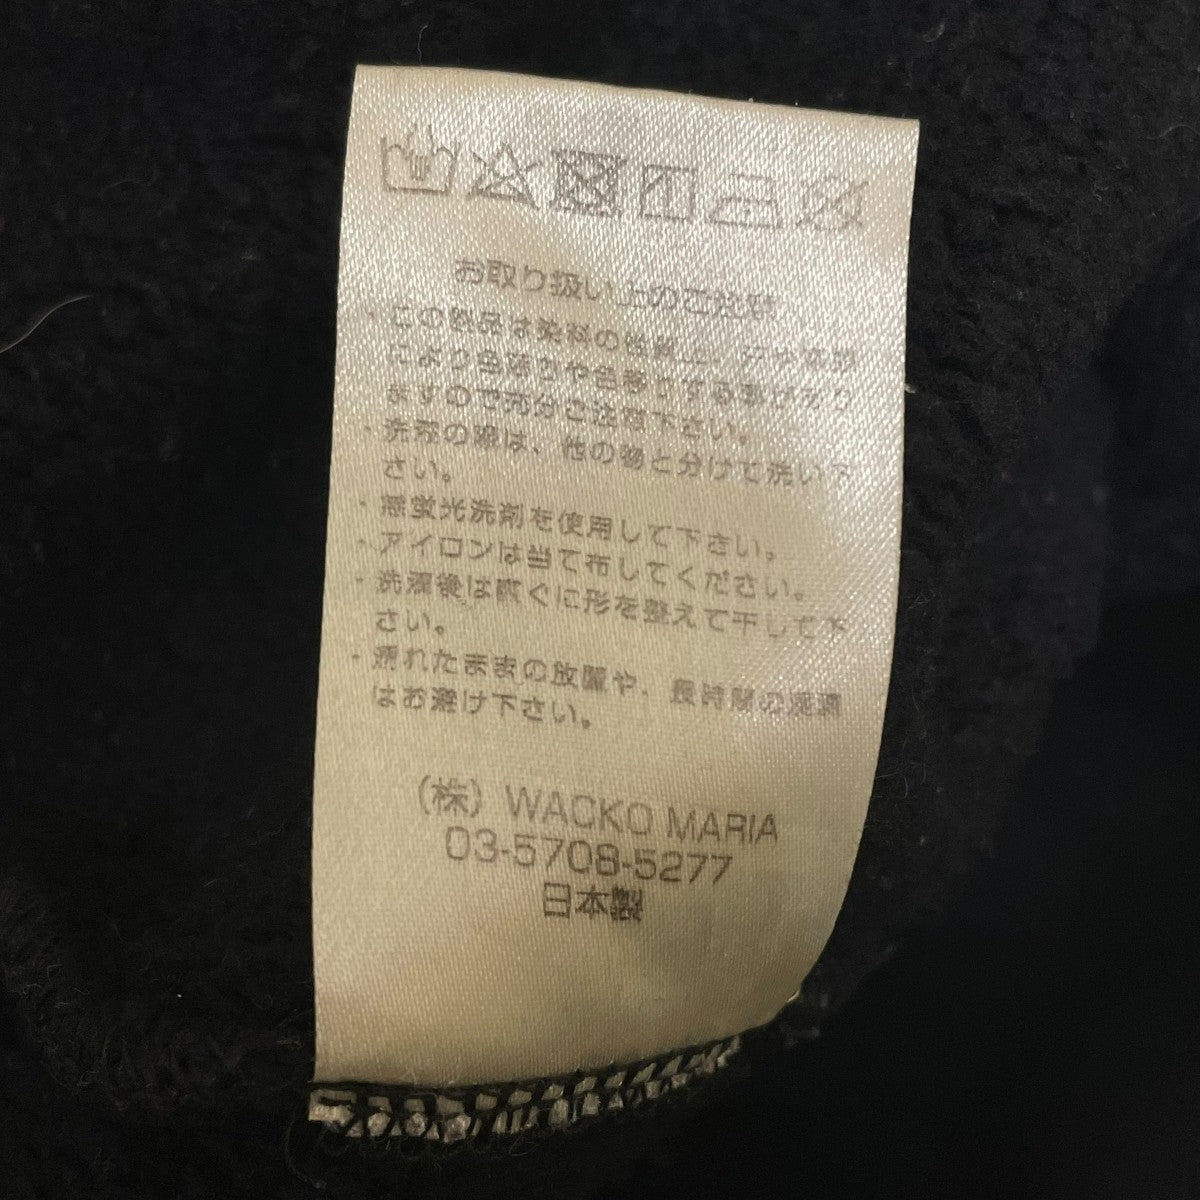 お取り扱い上のご注意
・この製品は染料の性質上、汗や摩擦
により色落ちや色移りする事があり
ますので充分ご注意下さい。
・洗濯の際は、他の物と分けて洗い下
さい。
・無蛍光洗剤を使用して下さい。
・アイロンは当て布してください。
・洗濯後は直ぐに形を整えて干して下
さい。
・濡れたままの放置や、長時間の浸漬
はお避け下さい。
(株) WACKO MARIA
03-5708-5277
日本製